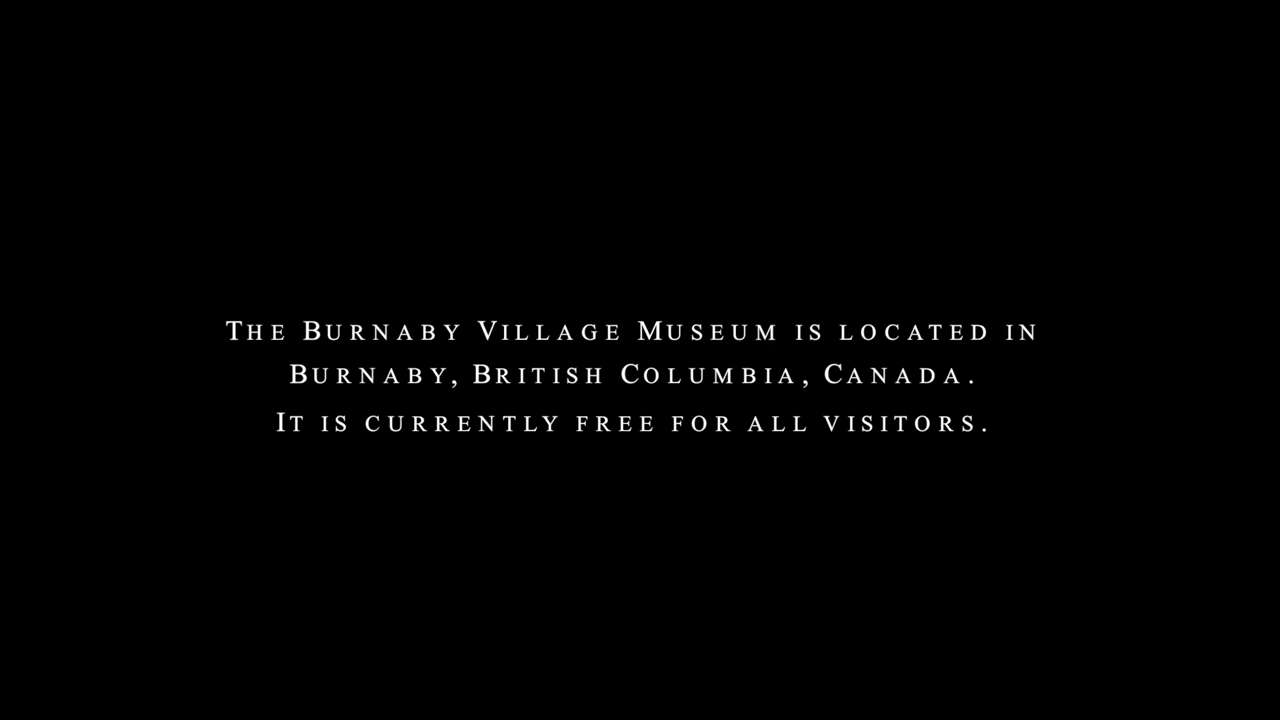 The Burnaby Village Museum is located in
Burnaby, British Columbia, Canada.
It is currently free for all visitors.